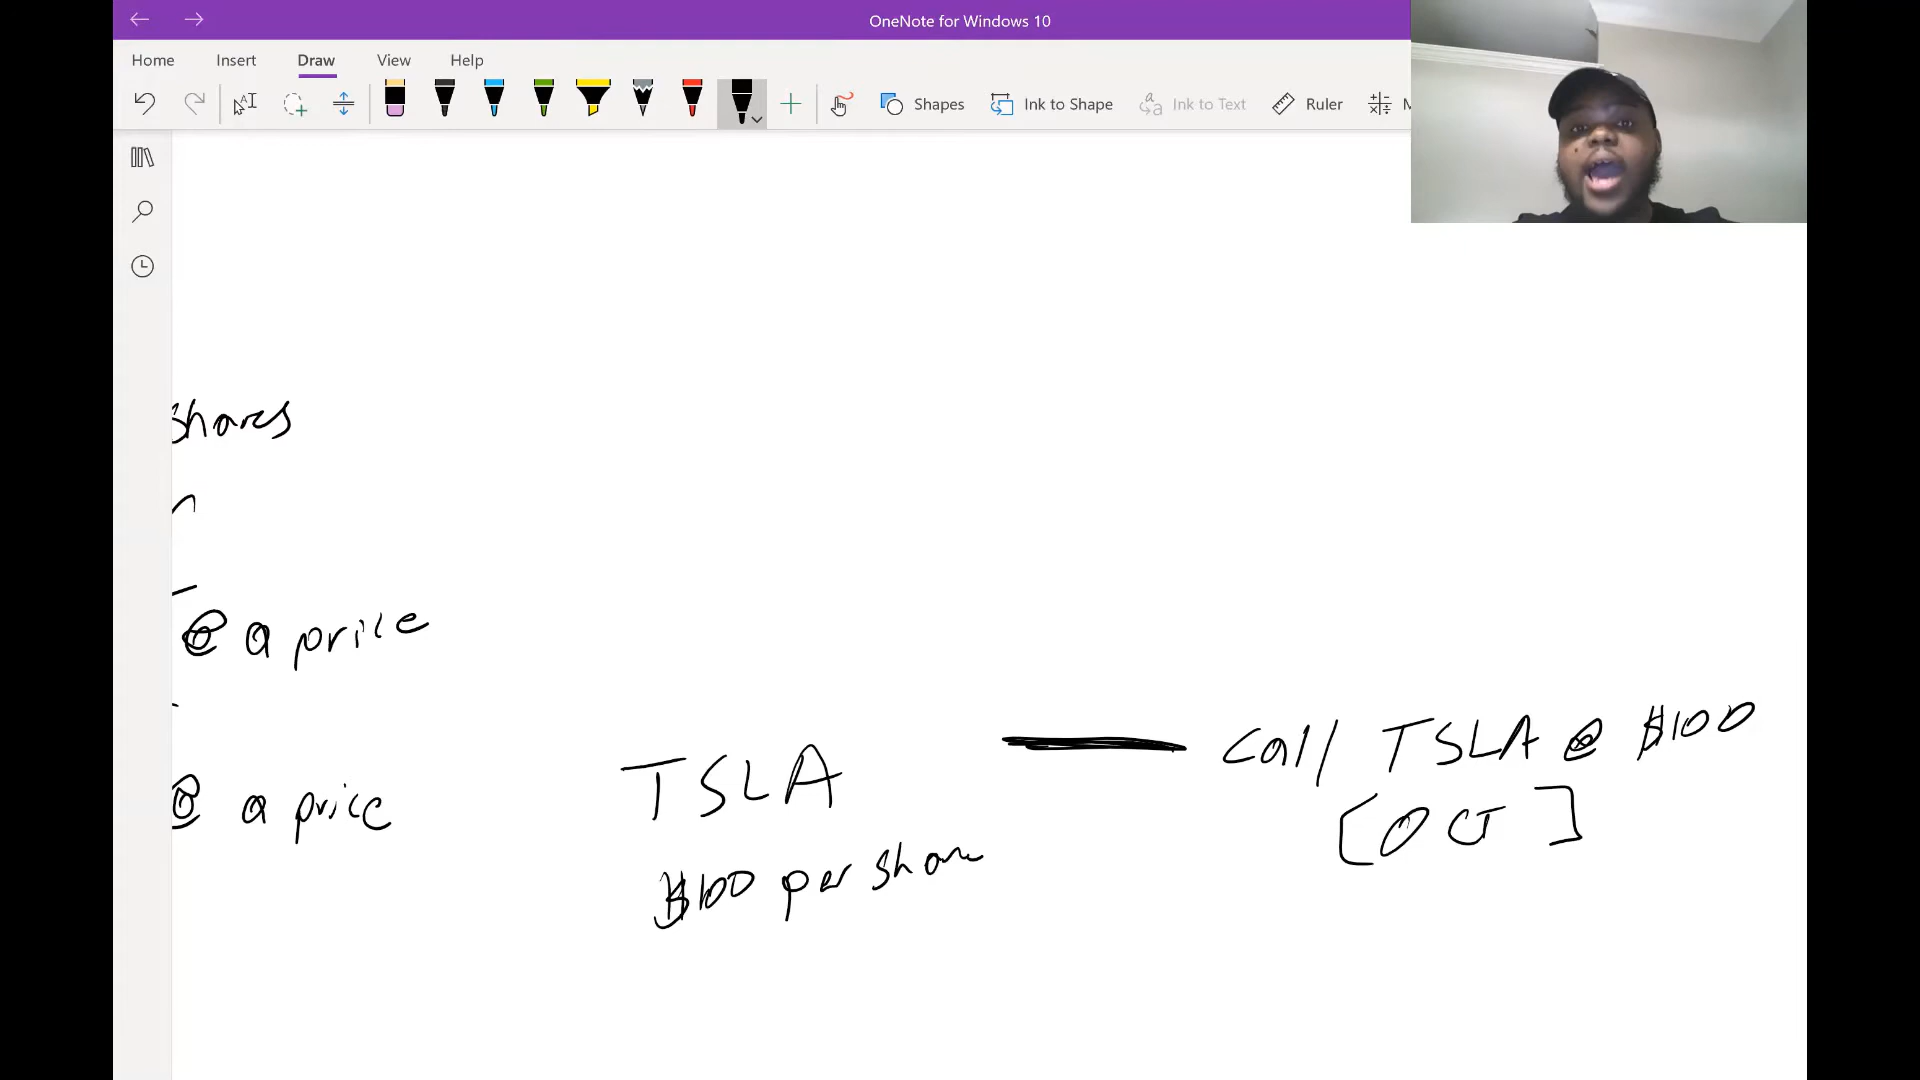 OneNote for Windows 10
Home Insert Draw View Help
Shapes Ink to Shape Ink to Text Ruler M
shares
@ a price
@ a price
TSLA
$100 per share
call TSLA @ $100
[OCT]